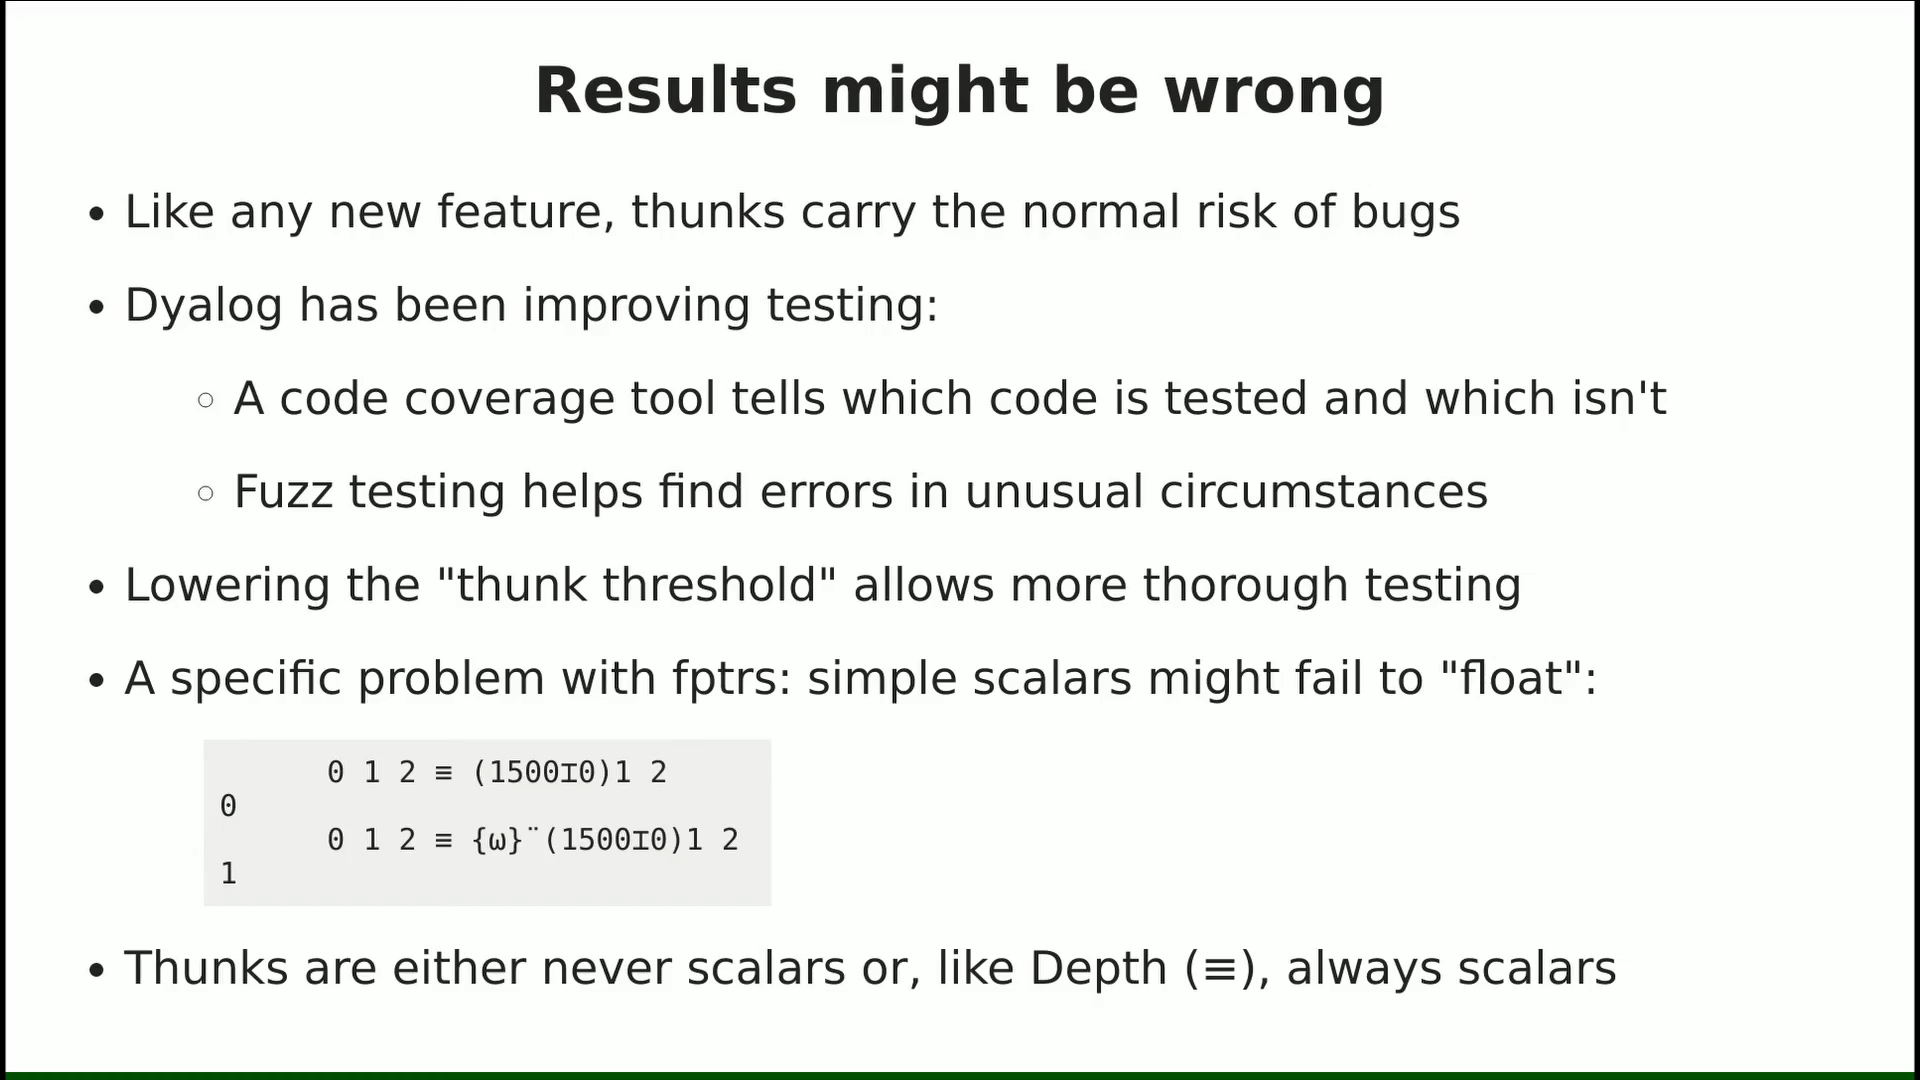 Results might be wrong
• Like any new feature, thunks carry the normal risk of bugs
• Dyalog has been improving testing:
◦ A code coverage tool tells which code is tested and which isn't
◦ Fuzz testing helps find errors in unusual circumstances
• Lowering the "thunk threshold" allows more thorough testing
• A specific problem with fptrs: simple scalars might fail to "float":
      0 1 2 ≡ (1500⌶0)1 2
0
      0 1 2 ≡ {⍵}¨(1500⌶0)1 2
1
• Thunks are either never scalars or, like Depth (≡), always scalars